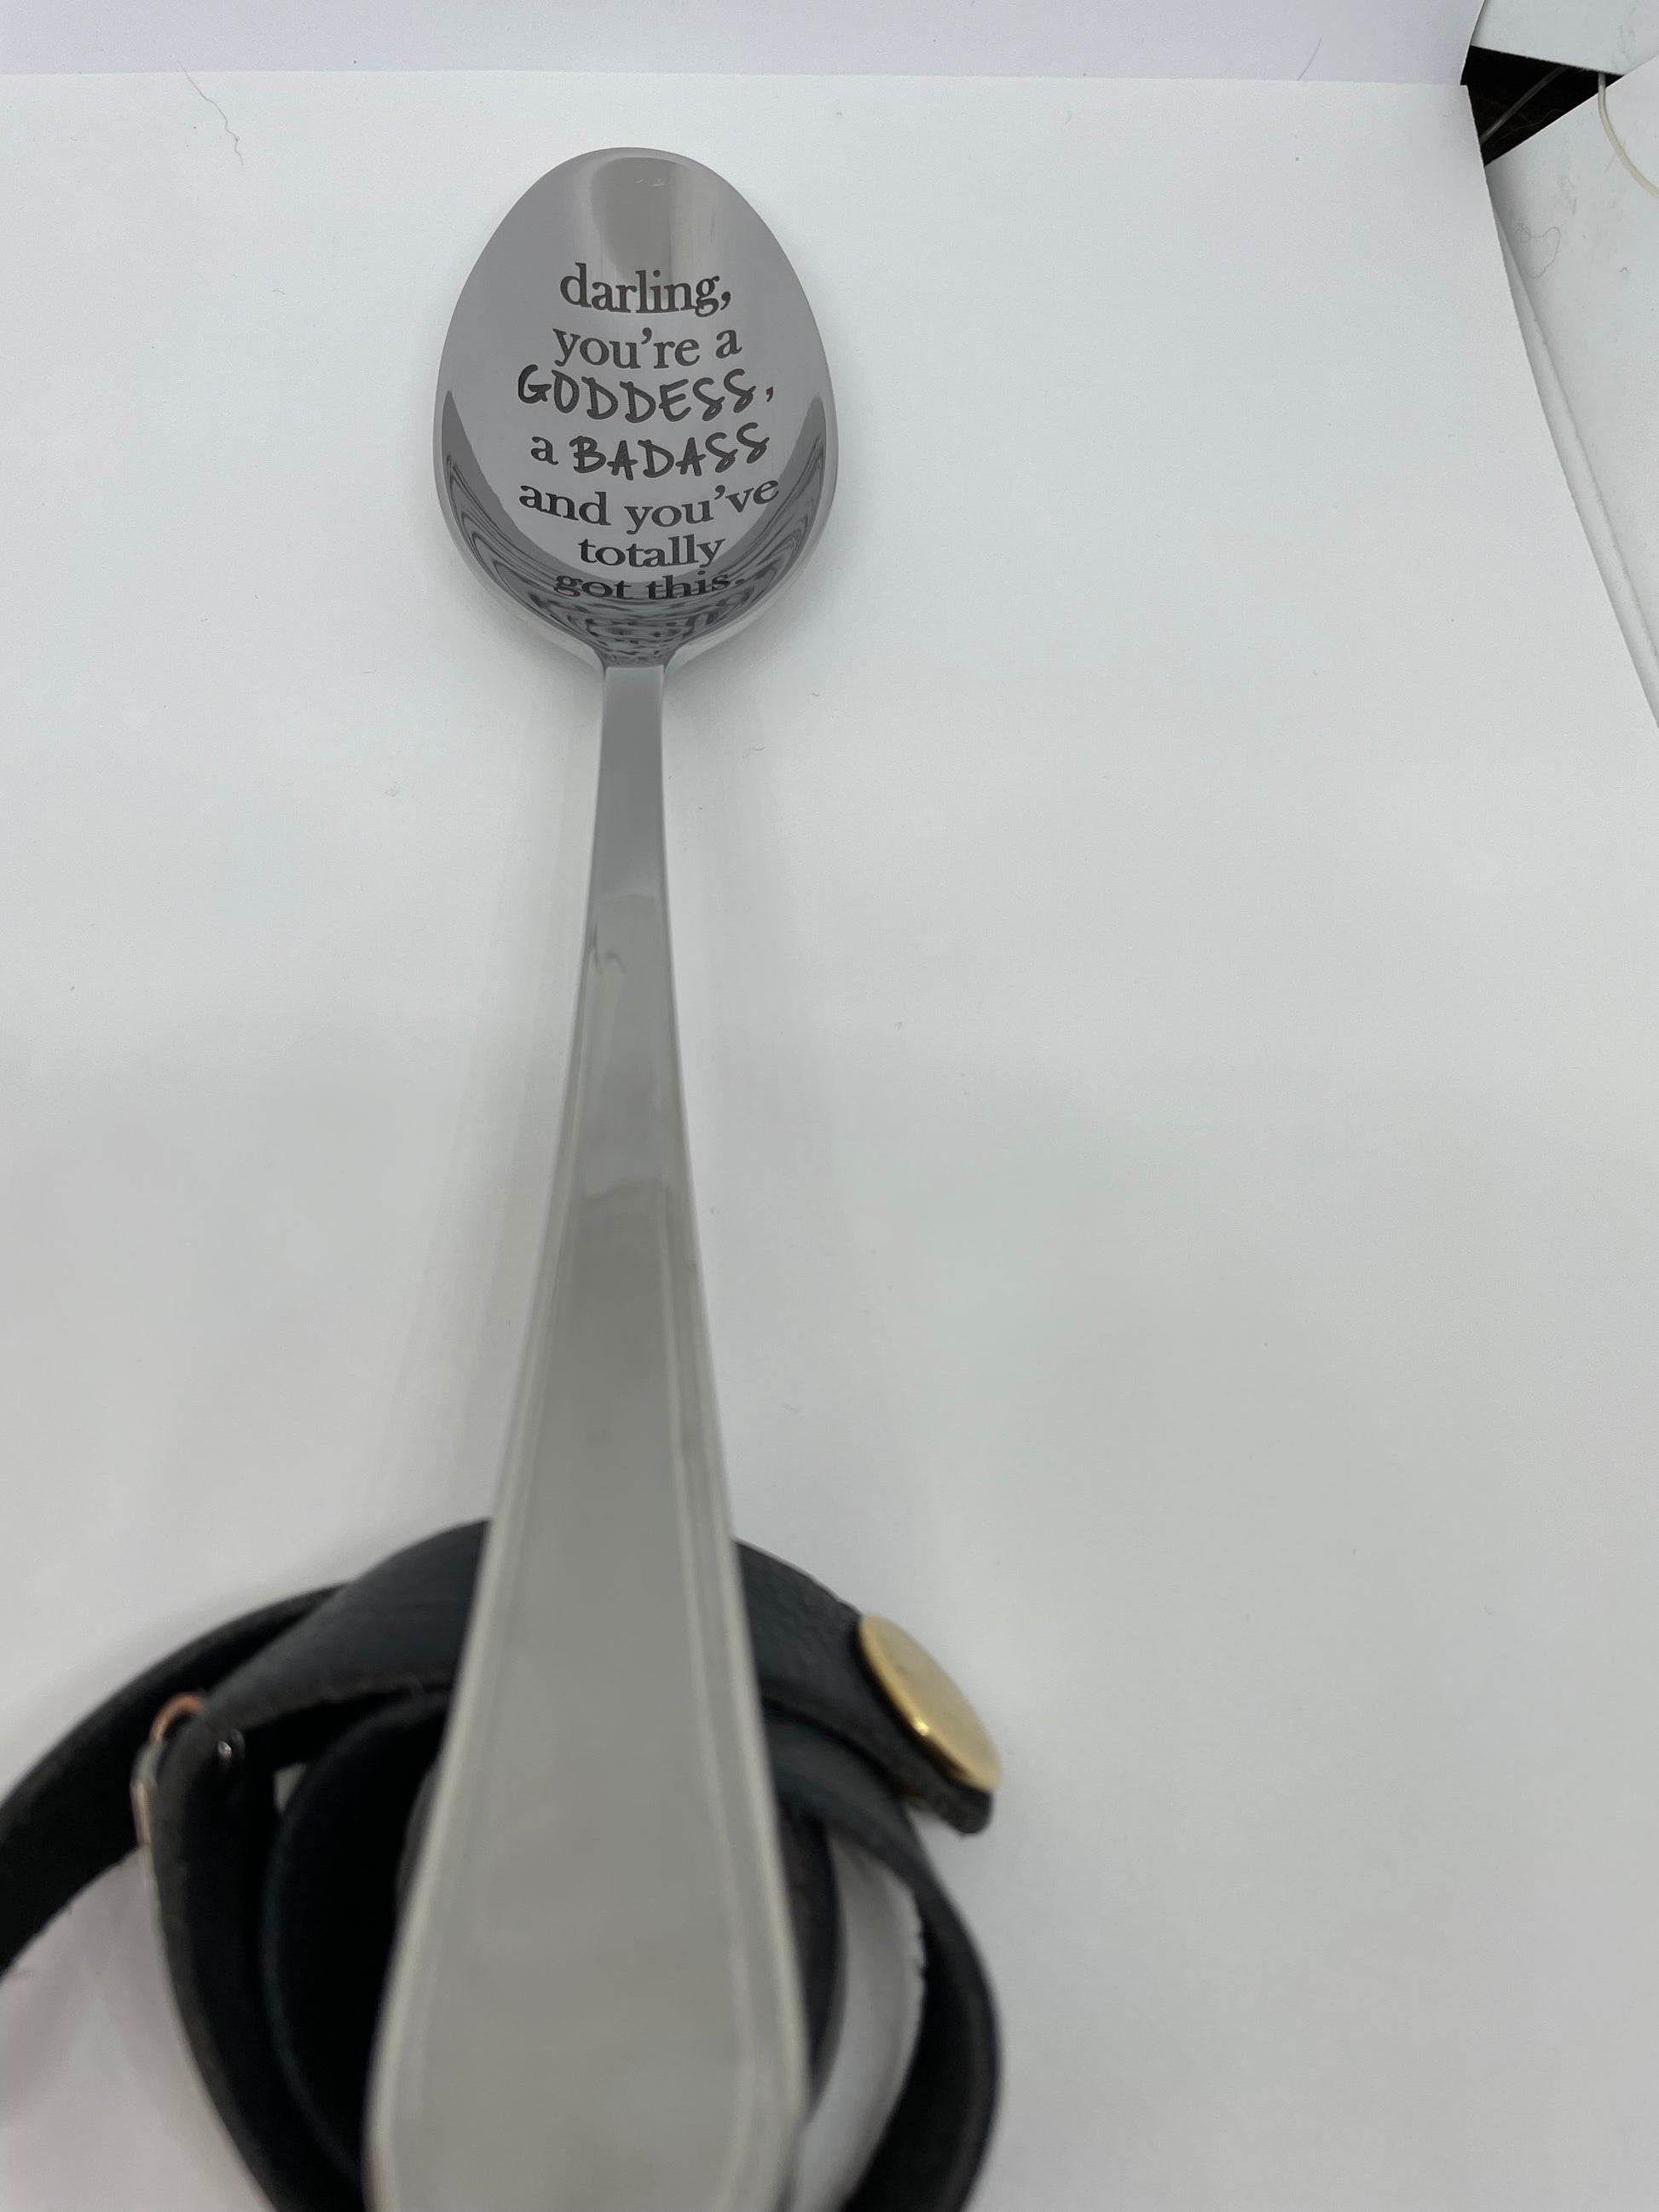 darling,
you're a
GODDESS,
a BADASS
and you've
totally
got this.